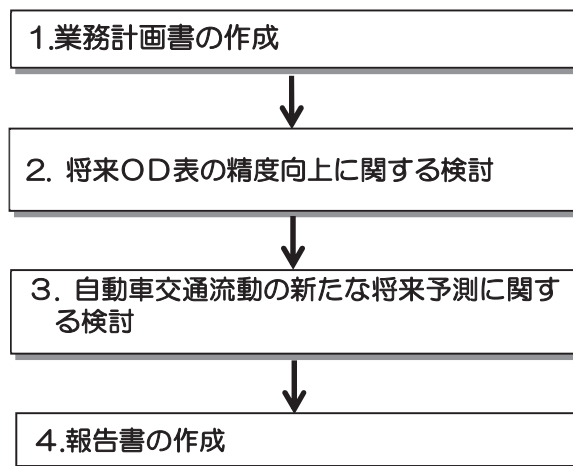 1.業務計画書の作成
2. 将来OD表の精度向上に関する検討
3. 自動車交通流動の新たな将来予測に関す
る検討
4.報告書の作成